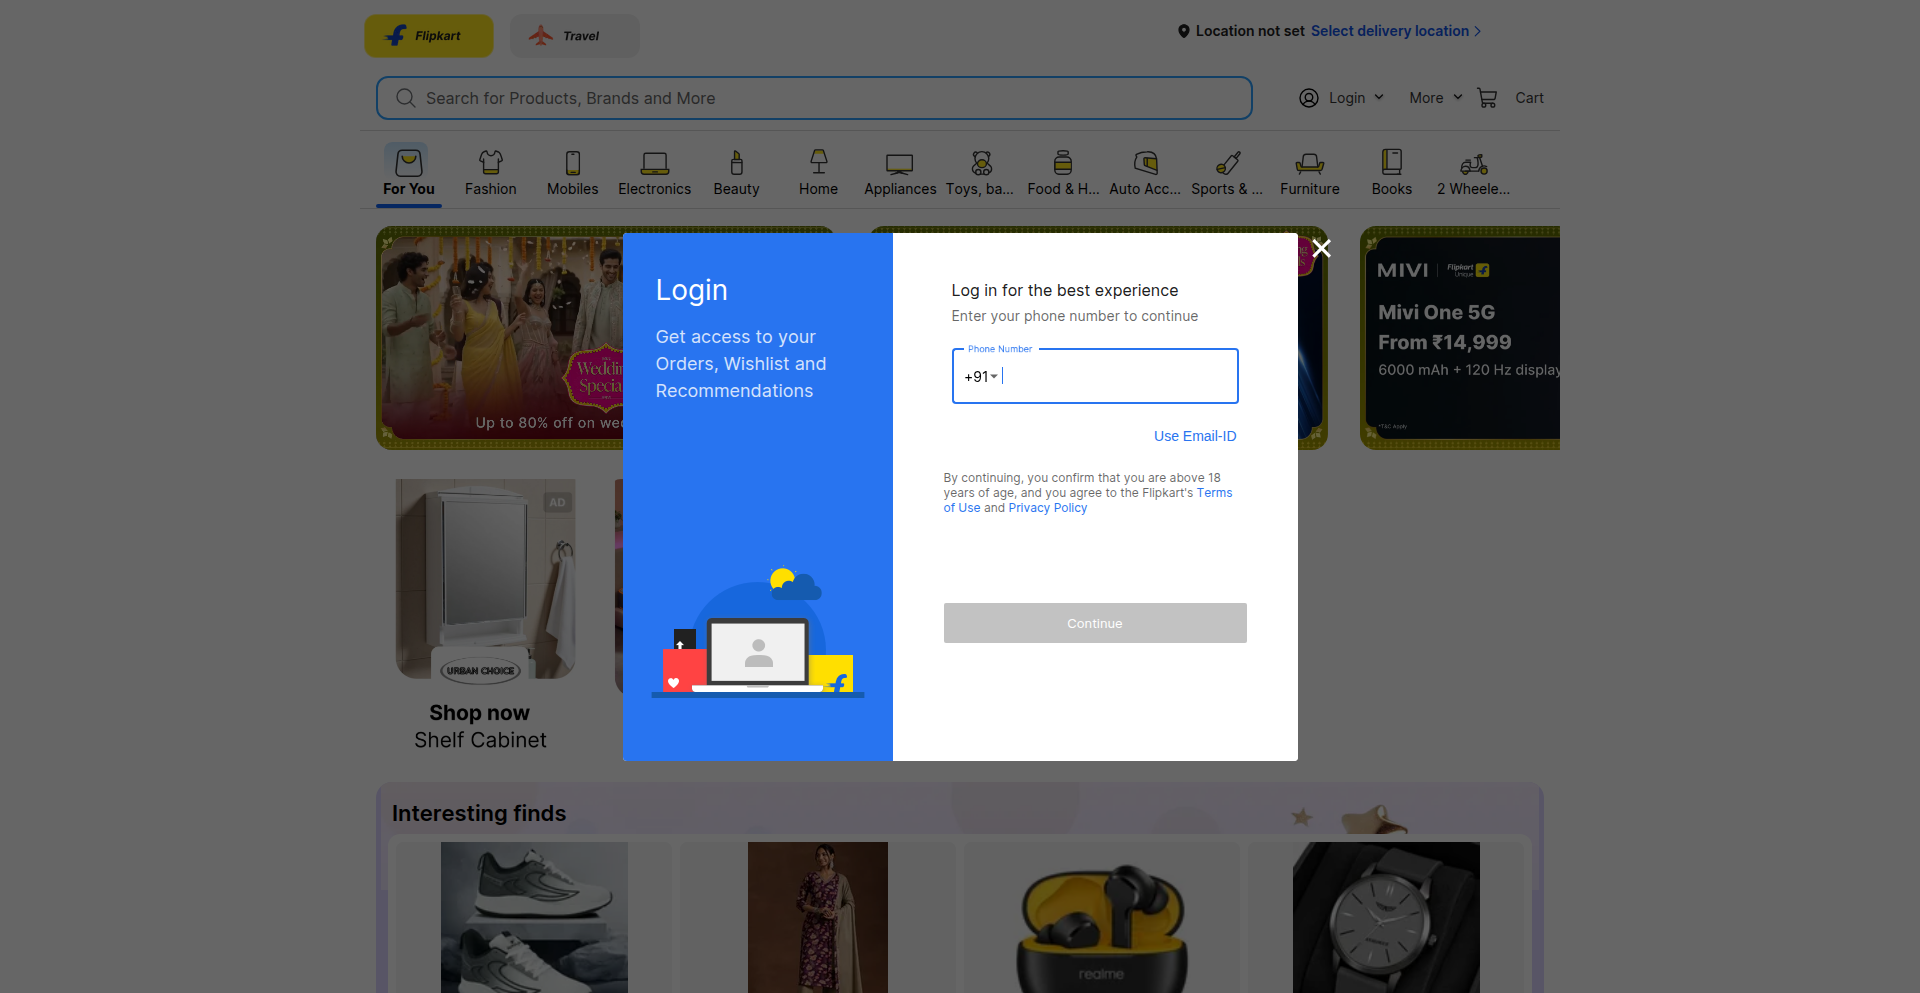 Flipkart
Travel
Location not set Select delivery location
Search for Products, Brands and More
Login
More
Cart
For You
Fashion
Mobiles
Electronics
Beauty
Home
Appliances
Toys, ba...
Food & H...
Auto Acc...
Sports & ...
Furniture
Books
2 Wheele...
Up to 80% off on wed
MIVI
Flipkart
Unique
Mivi One 5G
From ₹14,999
6000 mAh + 120 Hz display
*T&C Apply
Login
Get access to your
Orders, Wishlist and
Recommendations
Log in for the best experience
Enter your phone number to continue
Phone Number
+91
Use Email-ID
By continuing, you confirm that you are above 18
years of age, and you agree to the Flipkart's Terms
of Use and Privacy Policy
Continue
AD
URBAN CHOICE
Shop now
Shelf Cabinet
Interesting finds
realme